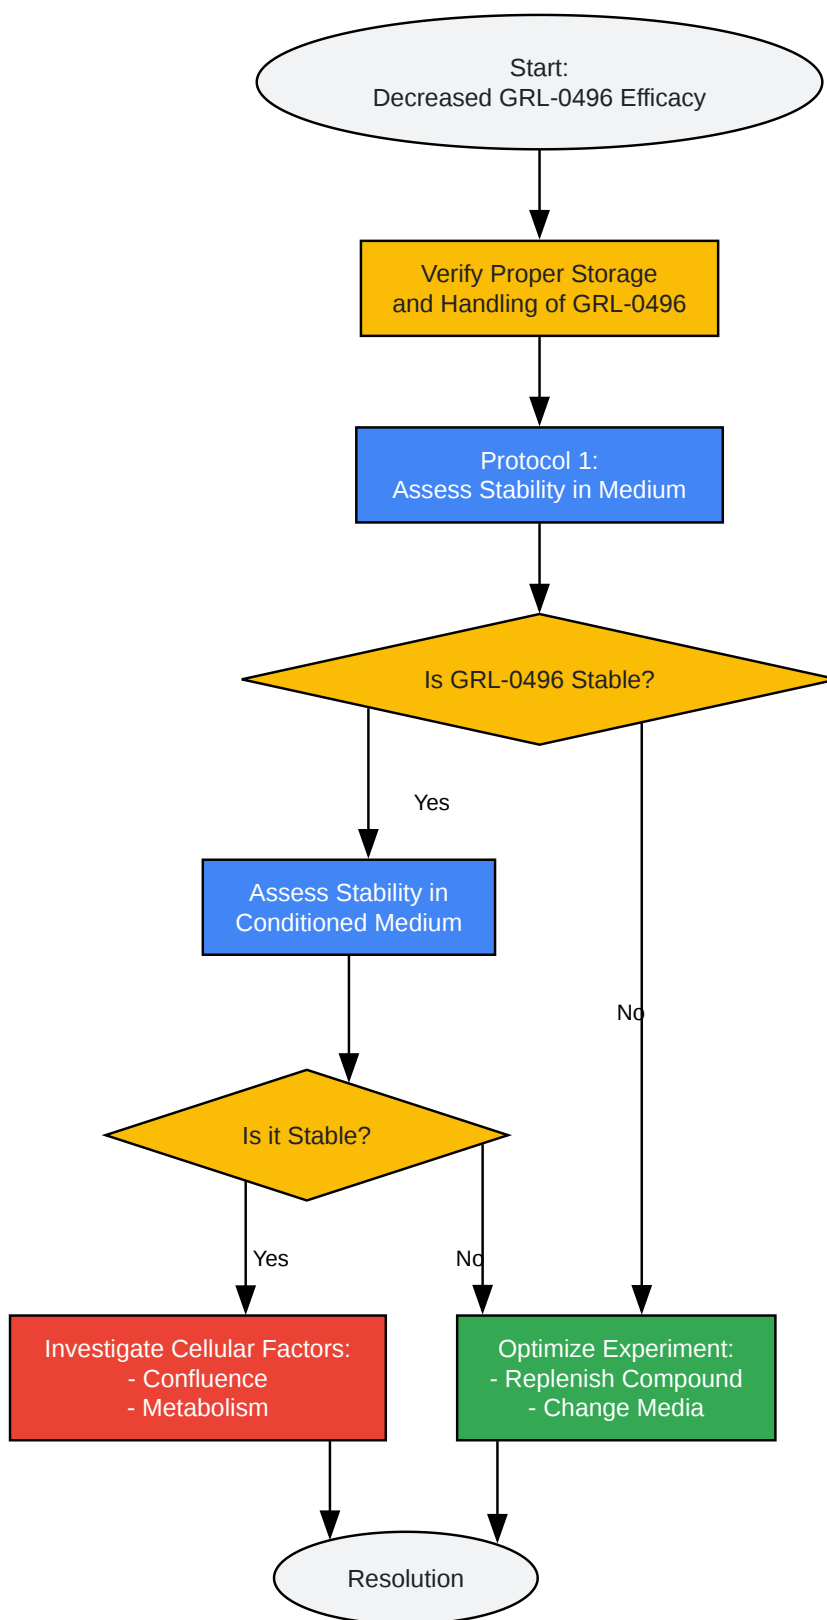 Start:
Decreased GRL-0496 Efficacy
Verify Proper Storage
and Handling of GRL-0496
Protocol 1:
Assess Stability in Medium
Is GRL-0496 Stable?
Yes
Assess Stability in
Conditioned Medium
No
Is it Stable?
Yes
No
Investigate Cellular Factors:
- Confluence
- Metabolism
Optimize Experiment:
- Replenish Compound
- Change Media
Resolution